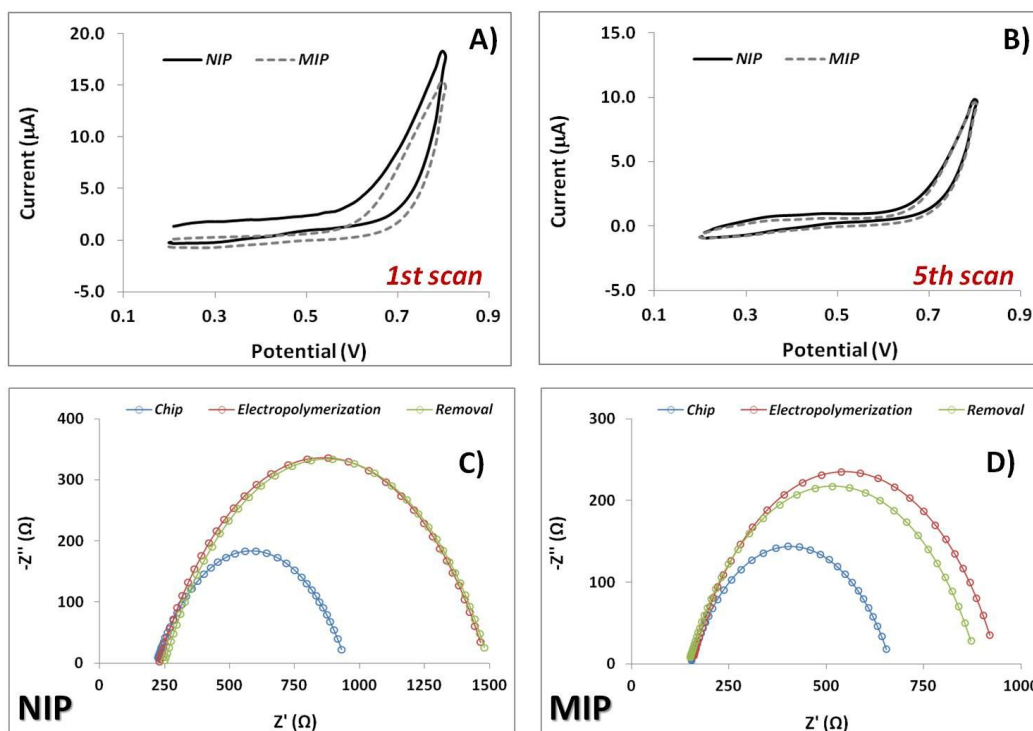 A)
NIP MIP
20.0
15.0
10.0
5.0
0.0
-5.0
Current (µA)
1st scan
0.1 0.3 0.5 0.7 0.9
Potential (V)
B)
NIP MIP
15.0
10.0
5.0
0.0
-5.0
Current (µA)
5th scan
0.1 0.3 0.5 0.7 0.9
Potential (V)
Chip Electropolymerization Removal
C)
400
300
200
100
0
-Z'' (Ω)
0 250 500 750 1000 1250 1500
NIP
Z' (Ω)
Chip Electropolymerization Removal
D)
300
200
100
0
-Z'' (Ω)
0 250 500 750 1000
MIP
Z' (Ω)